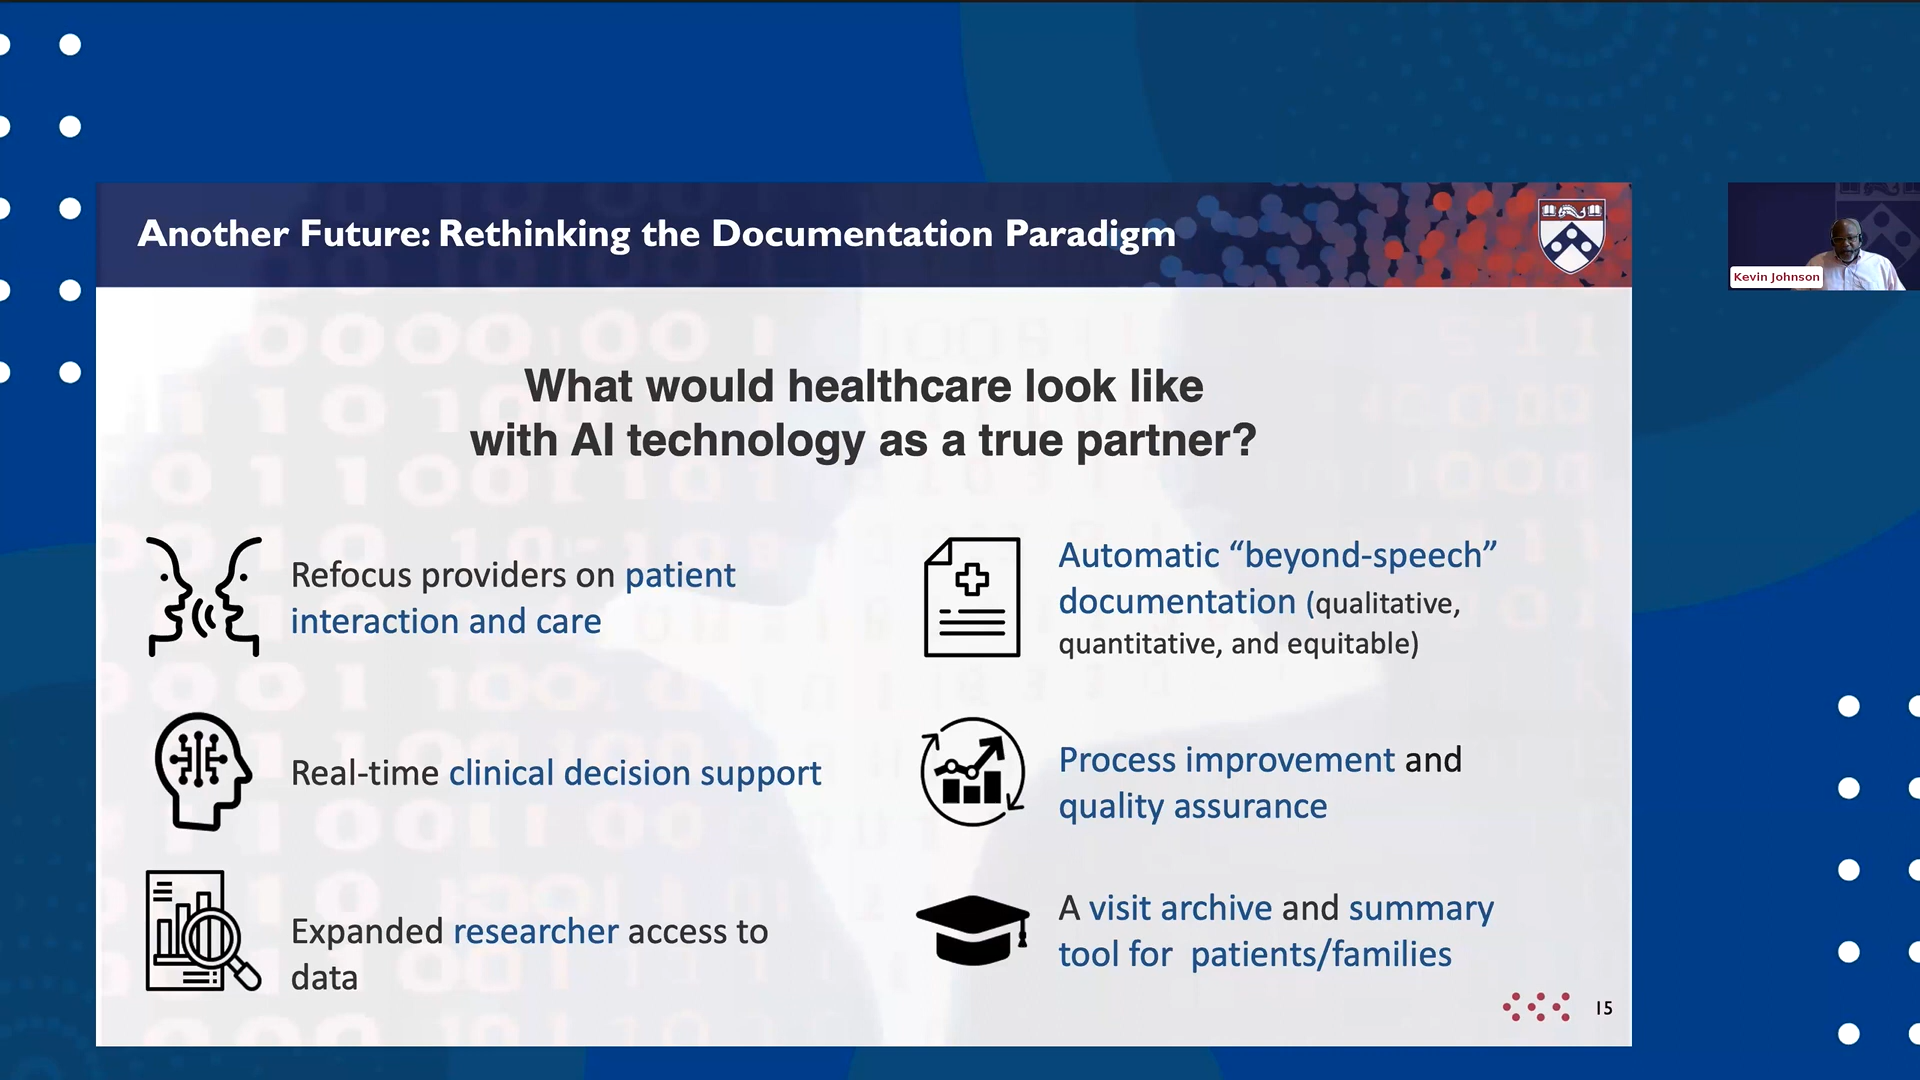 Another Future: Rethinking the Documentation Paradigm
Kevin Johnson
What would healthcare look like
with AI technology as a true partner?
Refocus providers on patient
interaction and care
Automatic “beyond-speech”
documentation (qualitative,
quantitative, and equitable)
Real-time clinical decision support
Process improvement and
quality assurance
Expanded researcher access to
data
A visit archive and summary
tool for patients/families
15